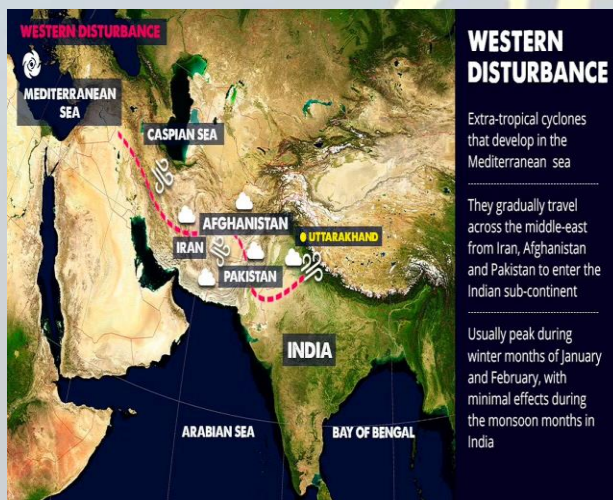 WESTERN DISTURBANCE
MEDITERRANEAN
SEA
CASPIAN SEA
AFGHANISTAN
IRAN
UTTARAKHAND
PAKISTAN
INDIA
ARABIAN SEA
BAY OF BENGAL
WESTERN
DISTURBANCE
Extra-tropical cyclones
that develop in the
Mediterranean sea
They gradually travel
across the middle-east
from Iran, Afghanistan
and Pakistan to enter the
Indian sub-continent
Usually peak during
winter months of January
and February, with
minimal effects during
the monsoon months in
India